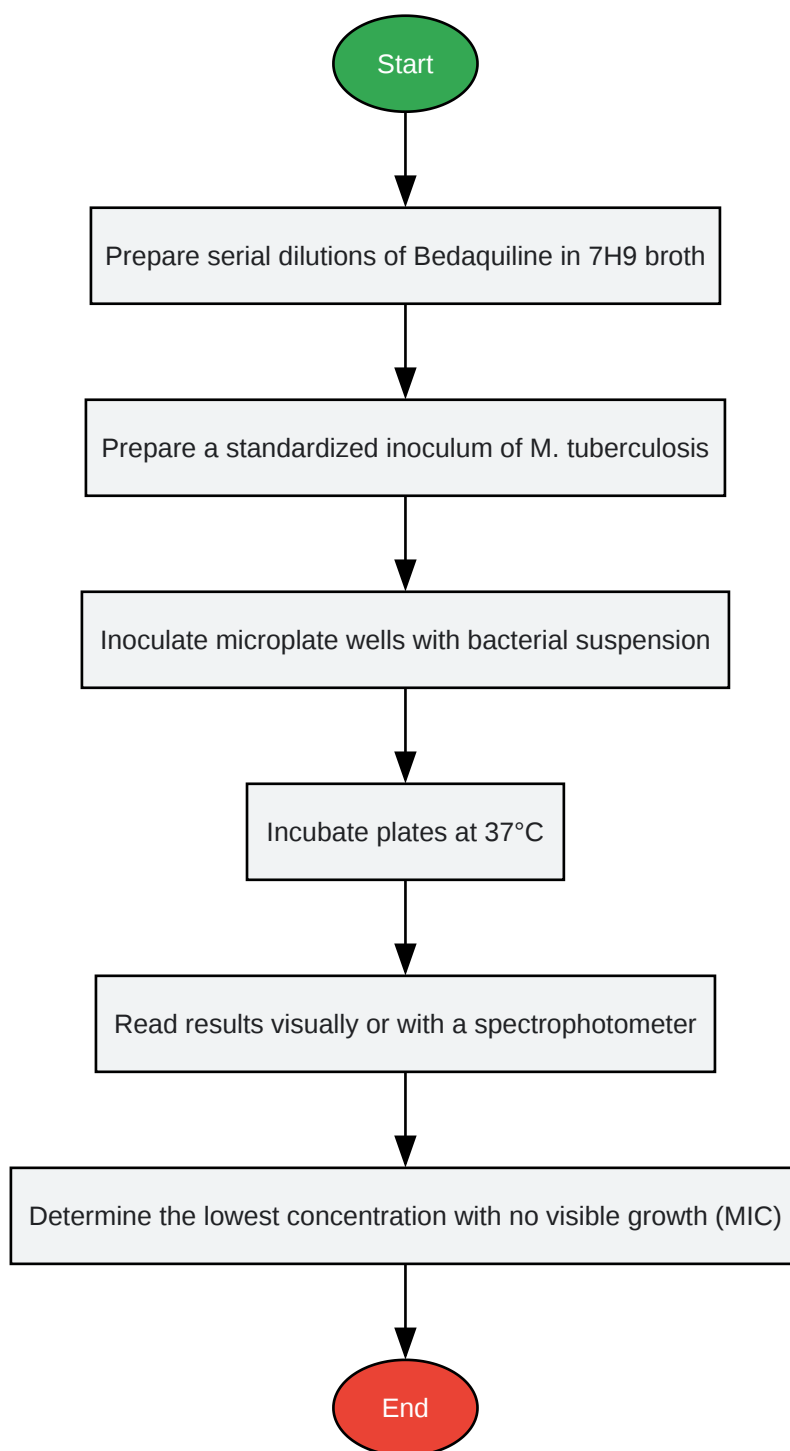 Start
Prepare serial dilutions of Bedaquiline in 7H9 broth
Prepare a standardized inoculum of M. tuberculosis
Inoculate microplate wells with bacterial suspension
Incubate plates at 37°C
Read results visually or with a spectrophotometer
Determine the lowest concentration with no visible growth (MIC)
End